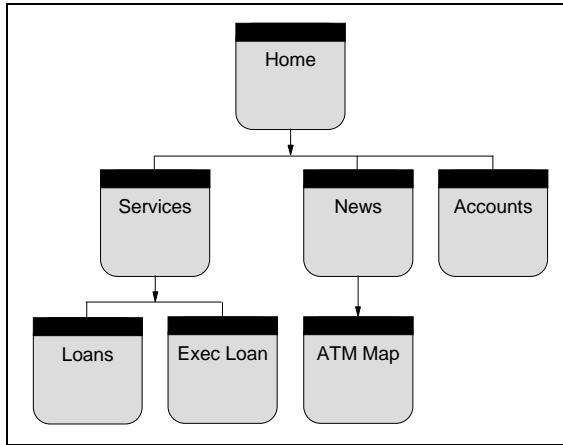 Home
Services
News
Accounts
Loans
Exec Loan
ATM Map